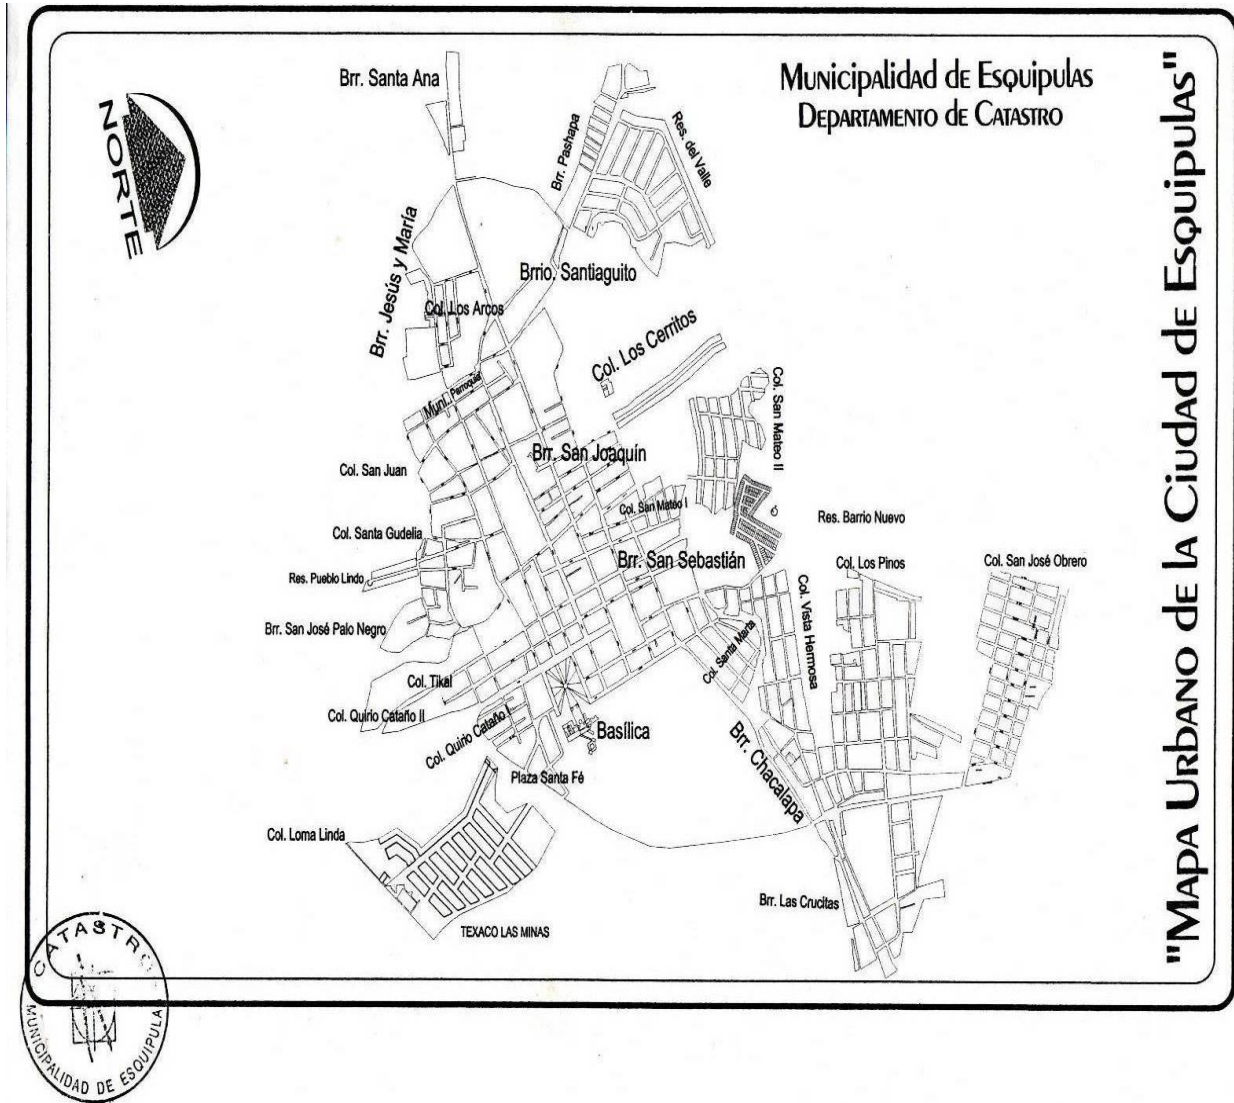 Municipalidad de Esquipulas
Departamento de Catastro
"Mapa Urbano de la Ciudad de Esquipulas"
NORTE
Brr. Santa Ana
Brr. Pashapa
Res. del Valle
Brr. Jesús y María
Brrio. Santiaguito
Col. Los Arcos
Col. Los Cerritos
Muni.
Parroquia
Col. San Mateo II
Brr. San Joaquín
Col. San Juan
Col. San Mateo I
Res. Barrio Nuevo
Col. Santa Gudelia
Brr. San Sebastián
Col. Los Pinos
Col. San José Obrero
Res. Pueblo Lindo
Col. Vista Hermosa
Brr. San José Palo Negro
Col. Santa Marta
Col. Tikal
Col. Quirio Cataño II
Col. Quirio Cataño I
Basílica
Brr. Chacalapa
Plaza Santa Fé
Col. Loma Linda
Brr. Las Crucitas
TEXACO LAS MINAS
CATASTRO
MUNICIPALIDAD DE ESQUIPULA